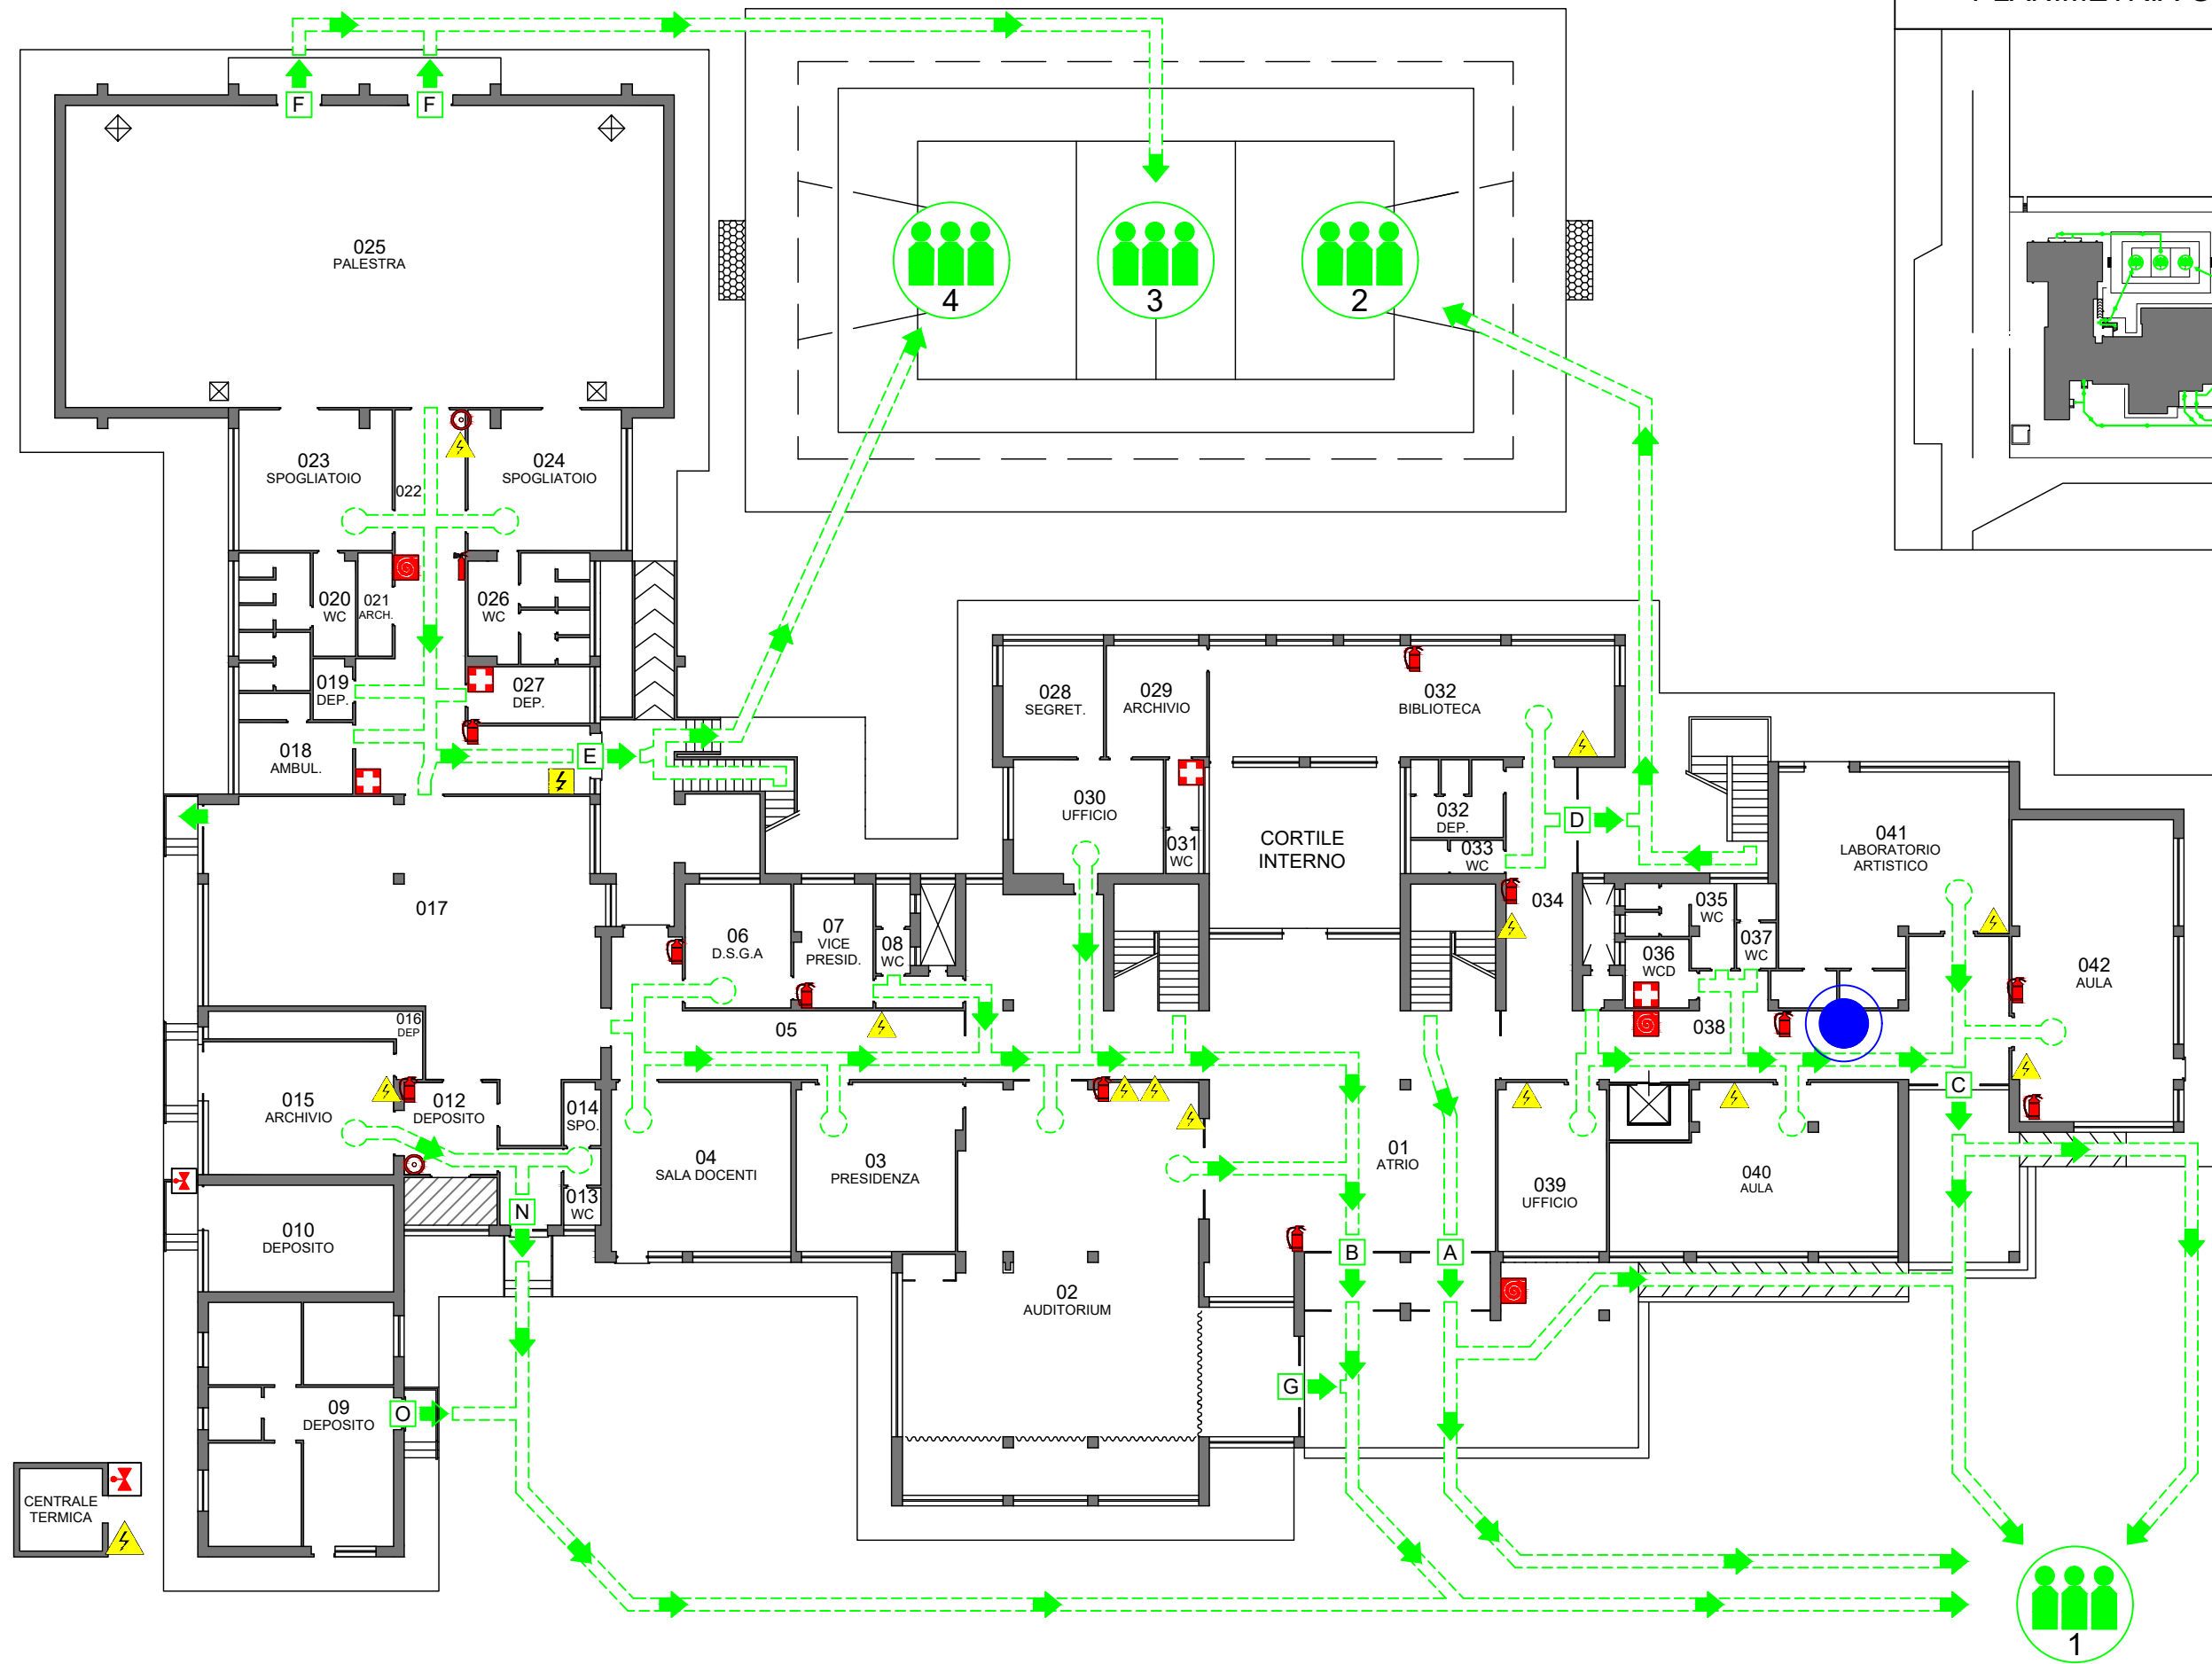 F
F
025
PALESTRA
4
3
2
023
SPOGLIATOIO
022
024
SPOGLIATOIO
020
WC
021
ARCH.
026
WC
019
DEP.
027
DEP.
018
AMBUL.
E
028
SEGRET.
029
ARCHIVIO
032
BIBLIOTECA
030
UFFICIO
031
WC
CORTILE
INTERNO
032
DEP.
033
WC
D
034
041
LABORATORIO
ARTISTICO
017
06
D.S.G.A
07
VICE
PRESID.
08
WC
035
WC
036
WCD
037
WC
042
AULA
016
DEP
05
038
015
ARCHIVIO
012
DEPOSITO
014
SPO.
013
WC
04
SALA DOCENTI
03
PRESIDENZA
01
ATRIO
039
UFFICIO
040
AULA
C
N
010
DEPOSITO
B
A
02
AUDITORIUM
G
09
DEPOSITO
O
CENTRALE
TERMICA
1